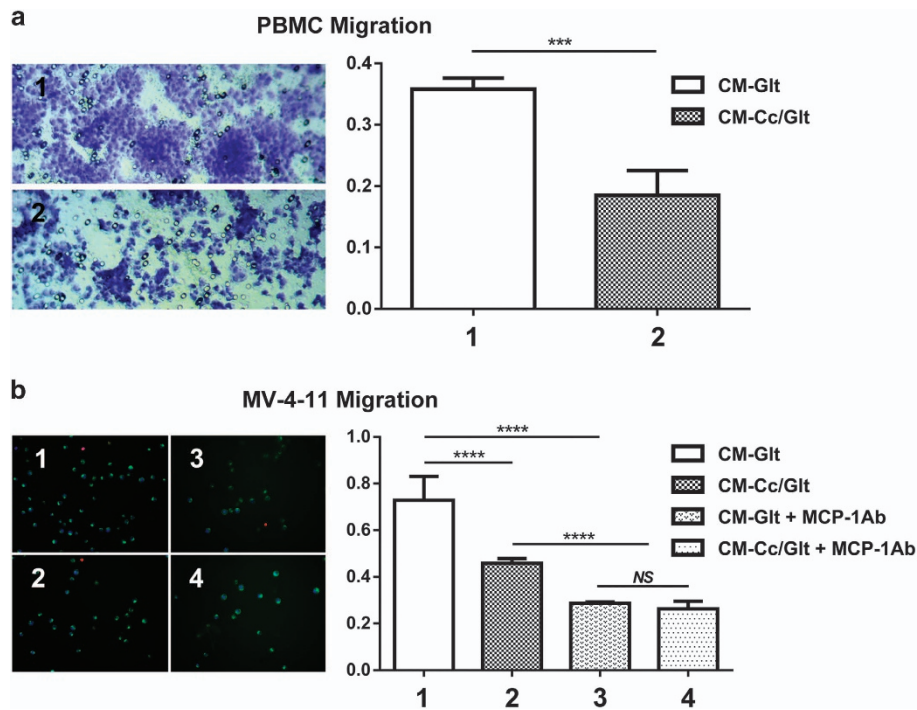 a
PBMC Migration
1
2
0.4
0.3
0.2
0.1
0.0
***
1
2
CM-Glt
CM-Cc/Glt
b
MV-4-11 Migration
1
3
2
4
1.0
0.8
0.6
0.4
0.2
0.0
****
****
****
NS
1
2
3
4
CM-Glt
CM-Cc/Glt
CM-Glt + MCP-1Ab
CM-Cc/Glt + MCP-1Ab